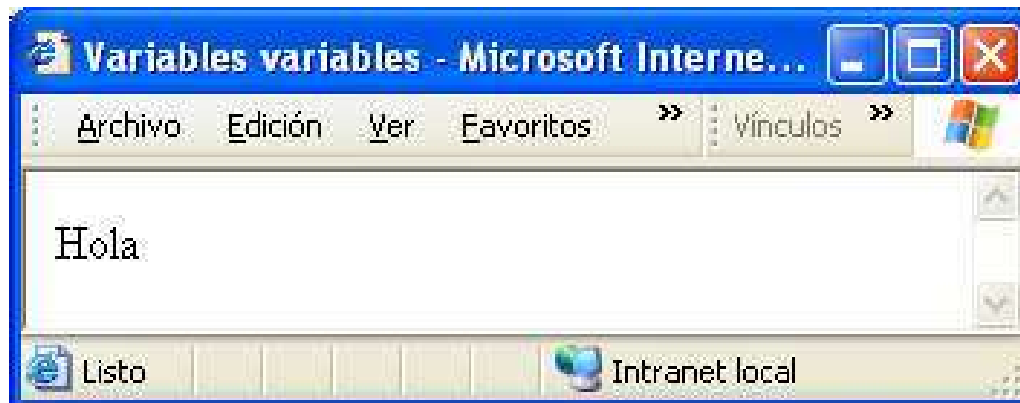 Variables variables - Microsoft Interne...
Archivo Edición Ver Favoritos » Vínculos »
Hola
Listo Intranet local